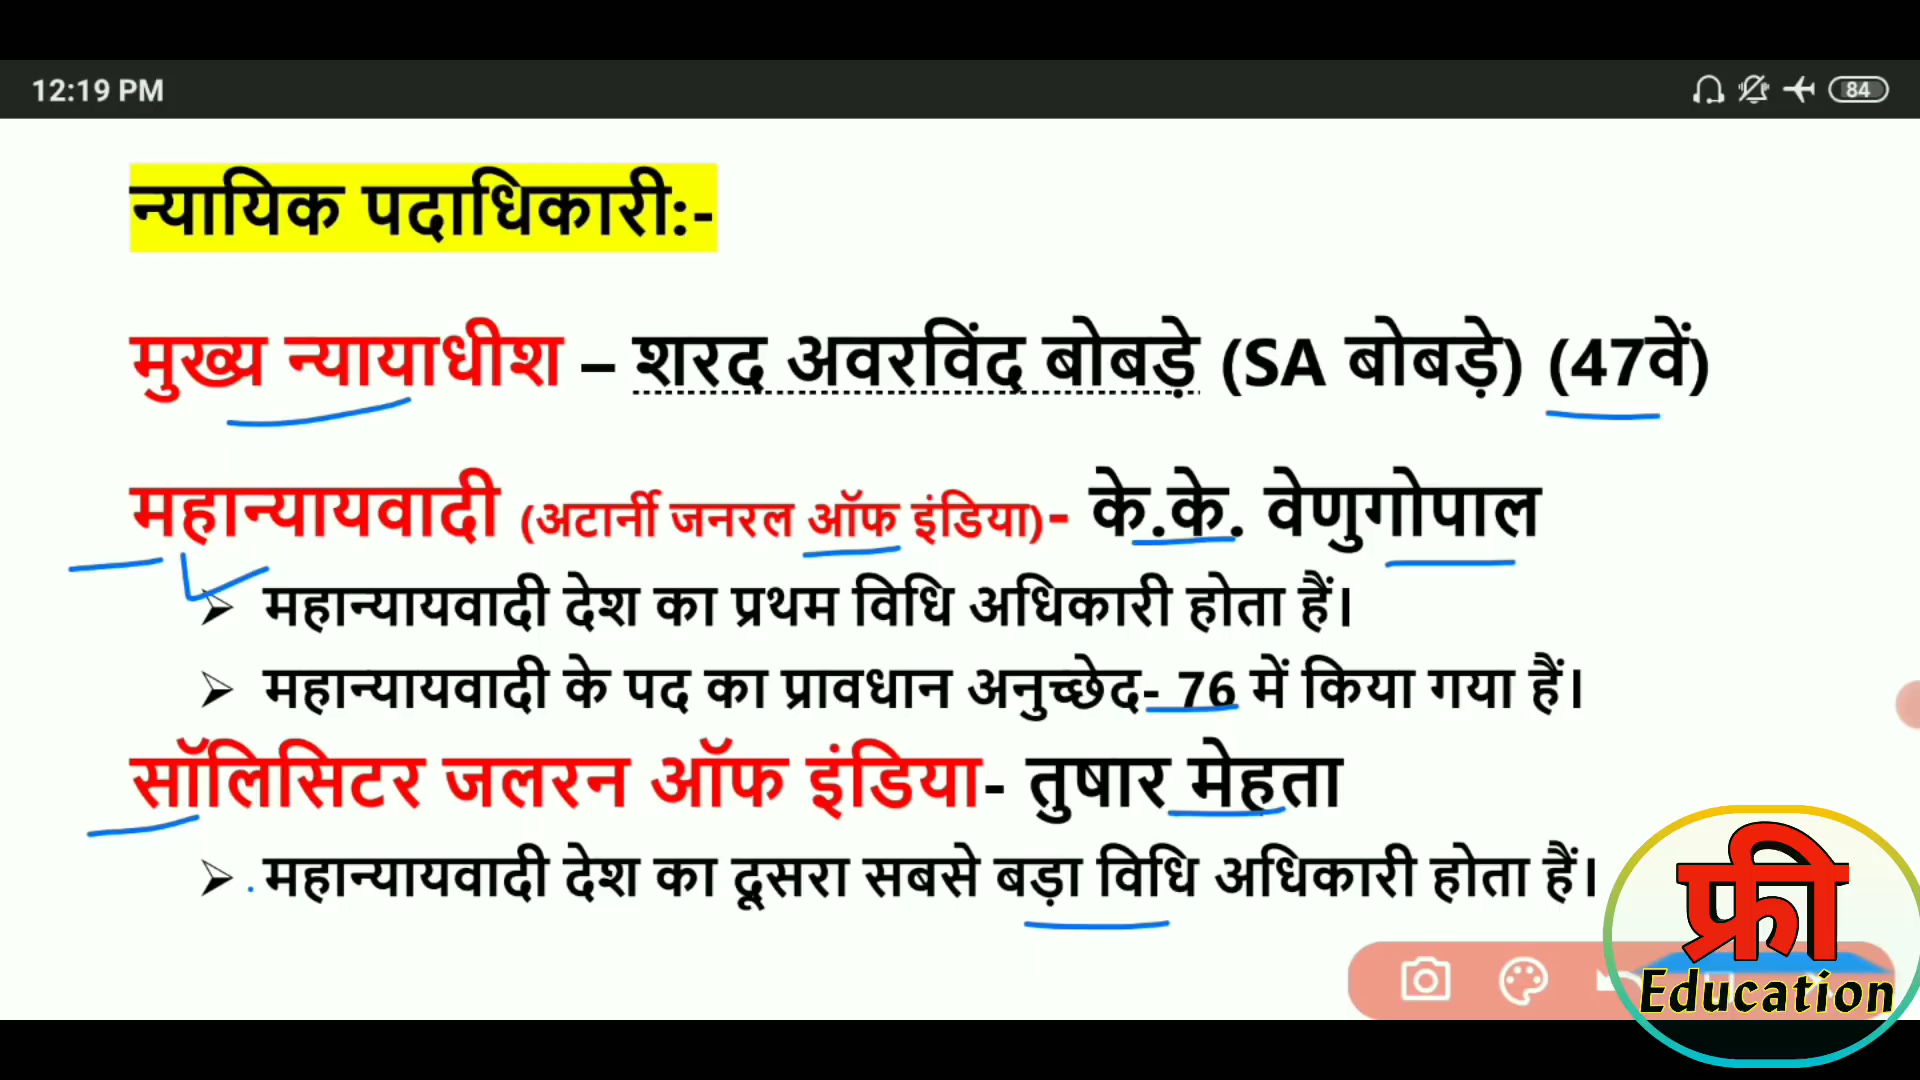 12:19 PM
84
न्यायिक पदाधिकारी:-
मुख्य न्यायाधीश – शरद अवरविंद बोबड़े (SA बोबड़े) (47वें)
महान्यायवादी (अटार्नी जनरल ऑफ इंडिया)- के.के. वेणुगोपाल
➢ महान्यायवादी देश का प्रथम विधि अधिकारी होता हैं।
➢ महान्यायवादी के पद का प्रावधान अनुच्छेद- 76 में किया गया हैं।
सॉलिसिटर जलरन ऑफ इंडिया- तुषार मेहता
➢ महान्यायवादी देश का दूसरा सबसे बड़ा विधि अधिकारी होता हैं।
फ्री
Education